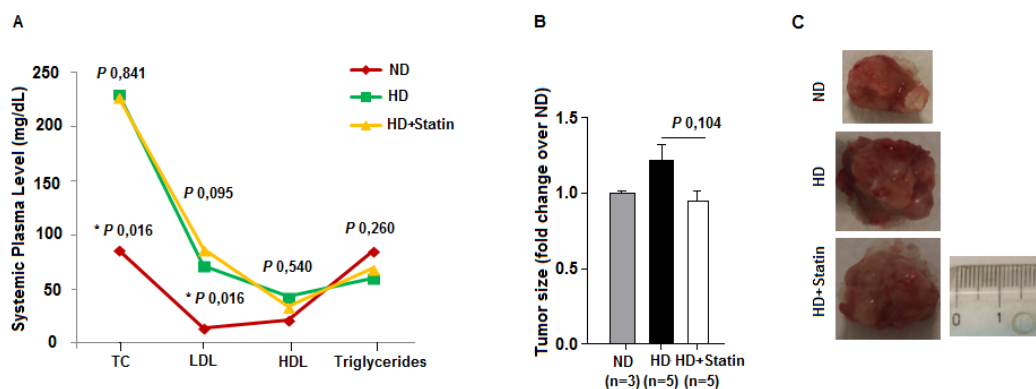 A
Systemic Plasma Level (mg/dL)
250
200
150
100
50
0
P 0,841
* P 0,016
P 0,095
* P 0,016
P 0,540
P 0,260
ND
HD
HD+Statin
TC LDL HDL Triglycerides
B
Tumor size (fold change over ND)
1.5
1.0
0.5
0.0
P 0,104
ND HD HD+Statin
(n=3) (n=5) (n=5)
C
ND
HD
HD+Statin
0 1